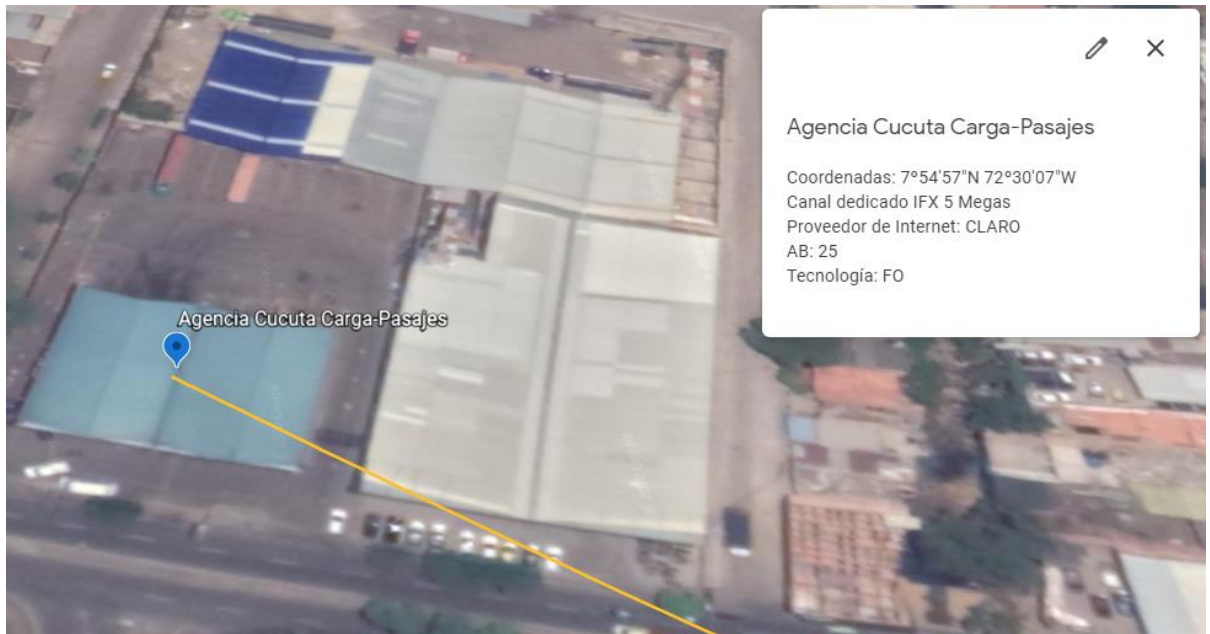 Agencia Cucuta Carga-Pasajes
Coordenadas: 7°54'57"N 72°30'07"W
Canal dedicado IFX 5 Megas
Proveedor de Internet: CLARO
AB: 25
Tecnología: FO
Agencia Cucuta Carga-Pasajes